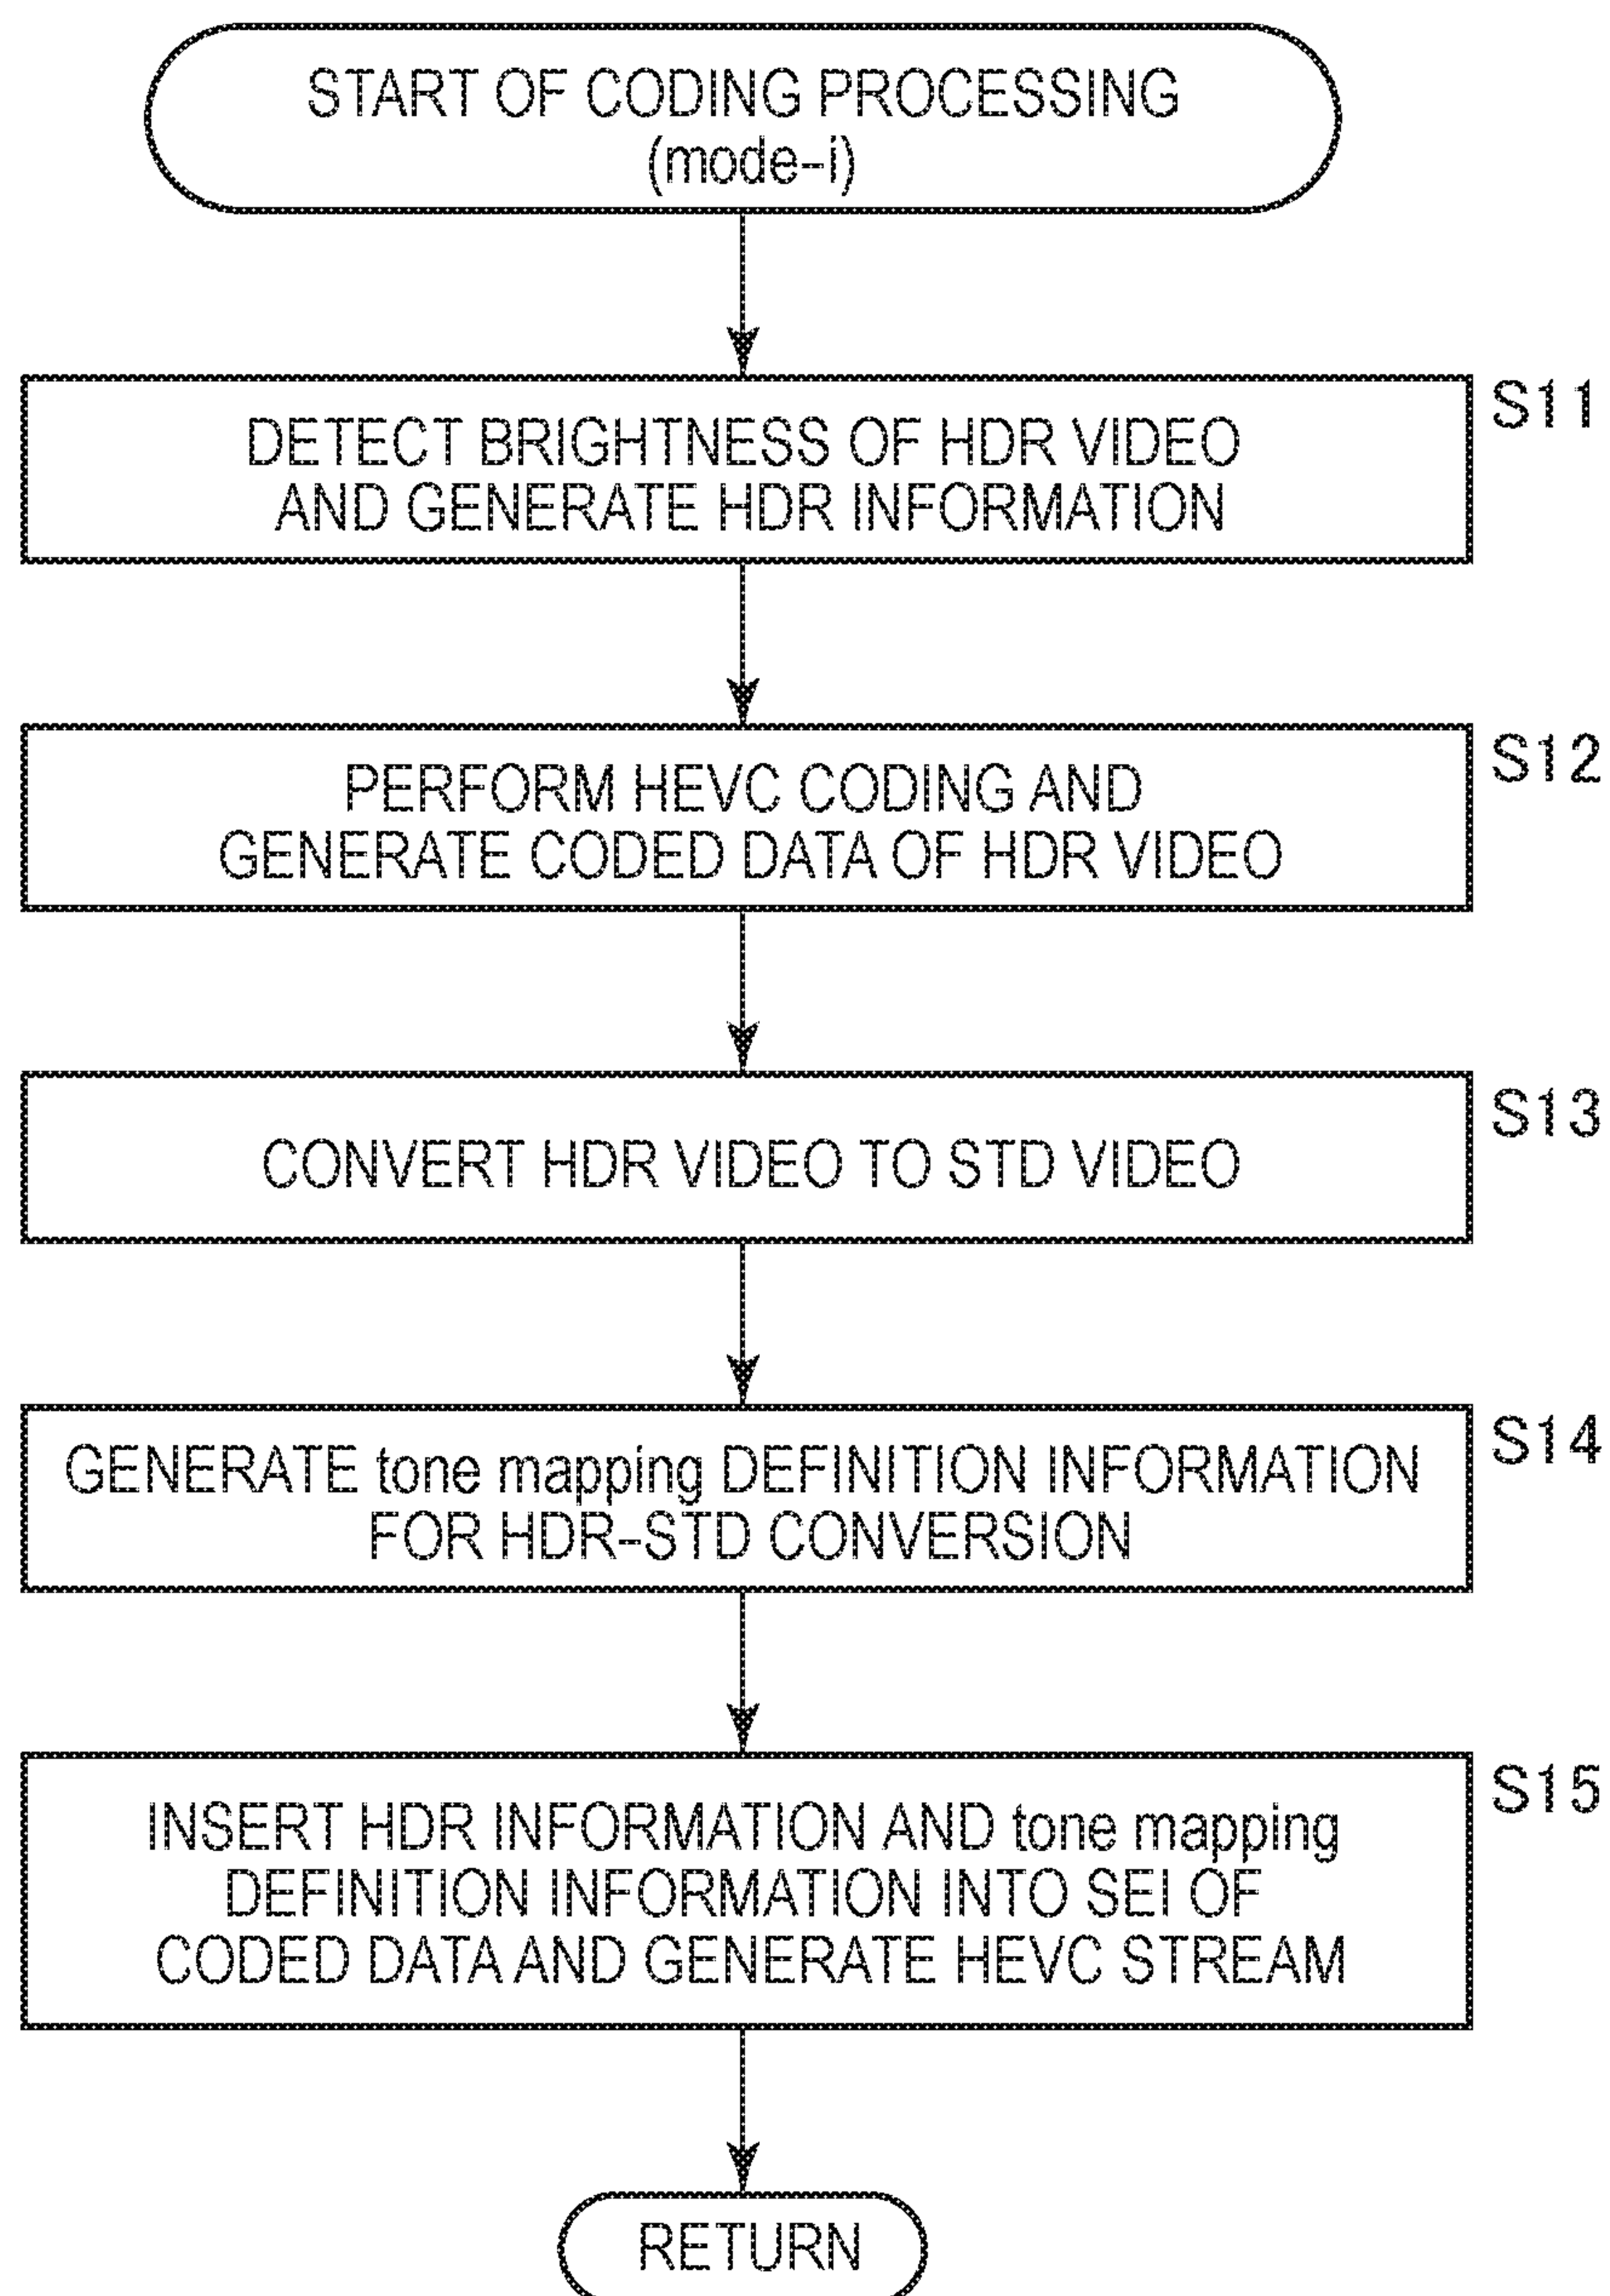 START OF CODING PROCESSING
(mode-i)
S11
DETECT BRIGHTNESS OF HDR VIDEO
AND GENERATE HDR INFORMATION
S12
PERFORM HEVC CODING AND
GENERATE CODED DATA OF HDR VIDEO
S13
CONVERT HDR VIDEO TO STD VIDEO
S14
GENERATE tone mapping DEFINITION INFORMATION
FOR HDR-STD CONVERSION
S15
INSERT HDR INFORMATION AND tone mapping
DEFINITION INFORMATION INTO SEI OF
CODED DATA AND GENERATE HEVC STREAM
RETURN